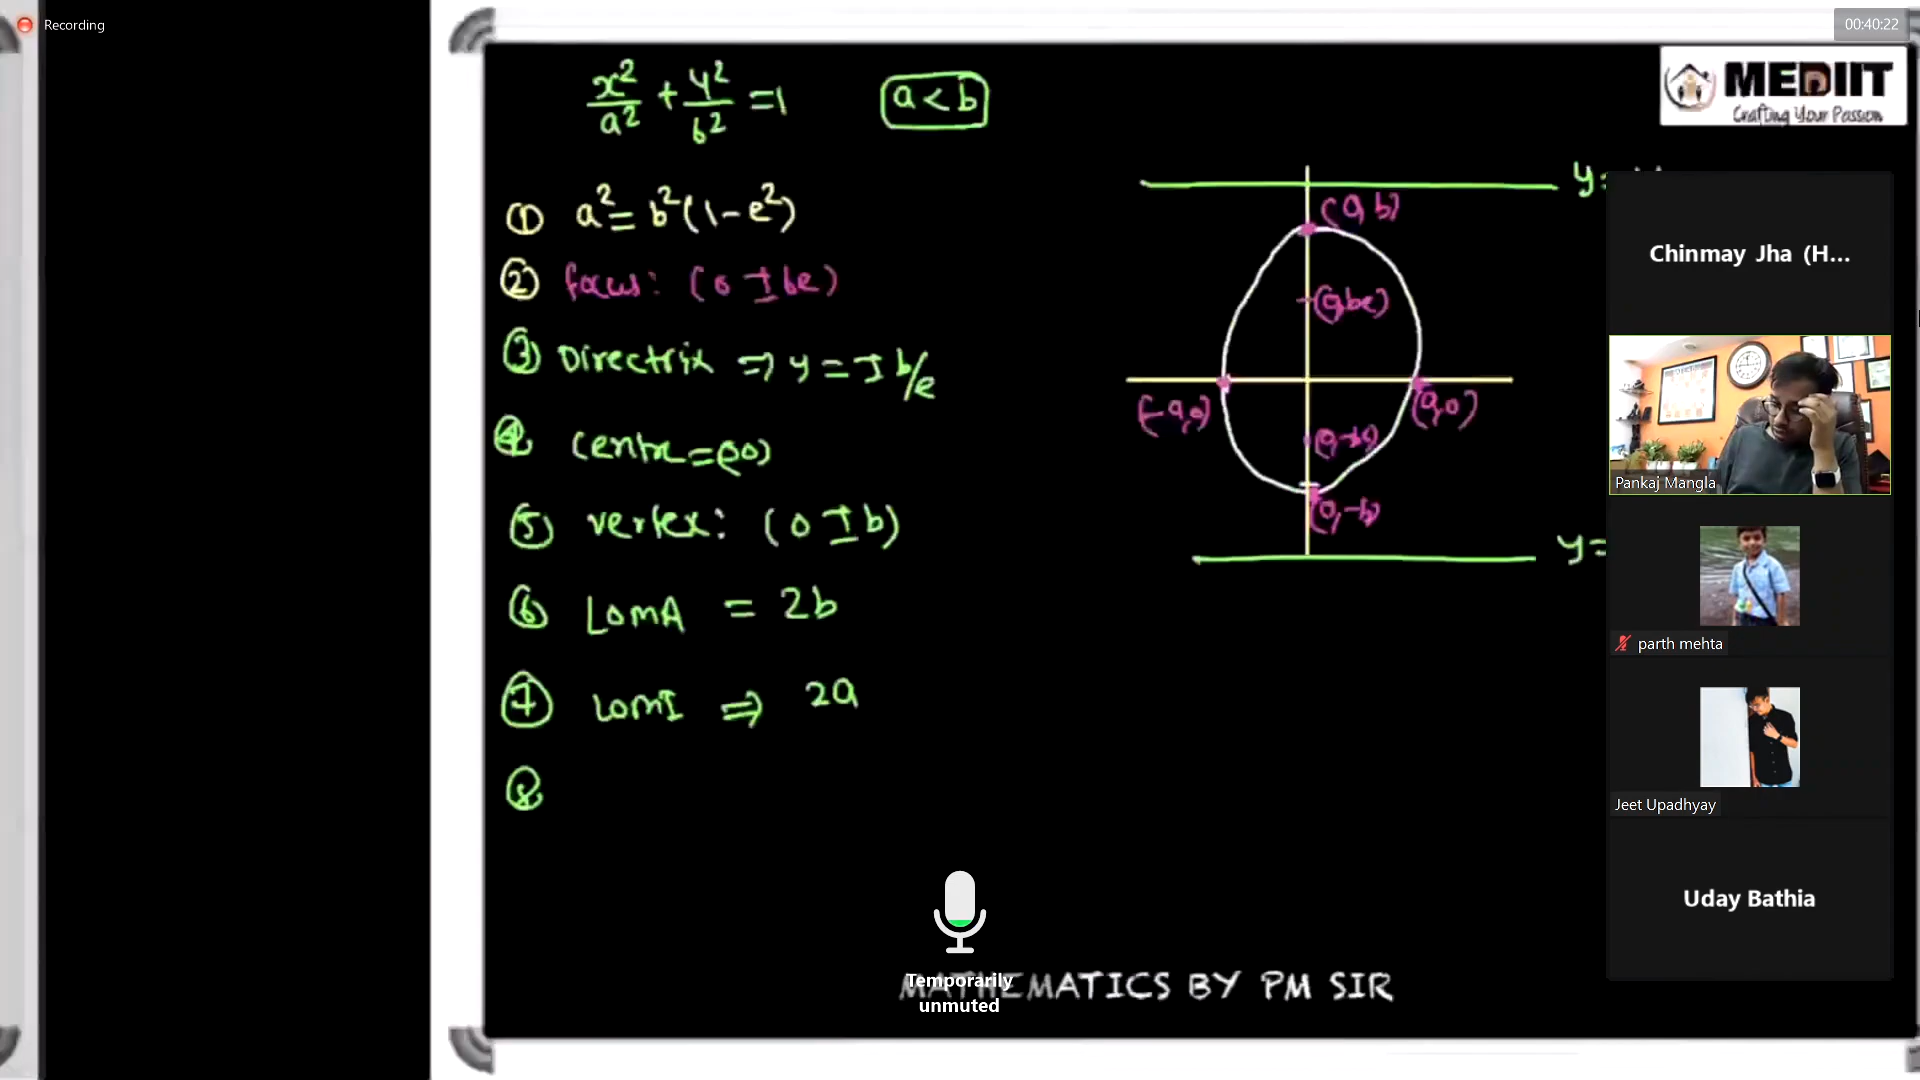 Recording
00:40:22
x²/a² + y²/b² = 1
a < b
MEDIIT
Crafting Your Passion
① a² = b²(1-e²)
② focus: (0 ± be)
③ Directrix ⇒ y = ± b/e
④ centre = (0,0)
⑤ vertex: (0 ± b)
⑥ LOMA = 2b
⑦ LOMI ⇒ 2a
⑧
y=
(0, b)
(0, be)
(-a, 0)
(a, 0)
(0, -be)
(0, -b)
y=
Chinmay Jha (H...
Pankaj Mangla
parth mehta
Jeet Upadhyay
Uday Bathia
Temporarily
unmuted
MATHEMATICS BY PM SIR